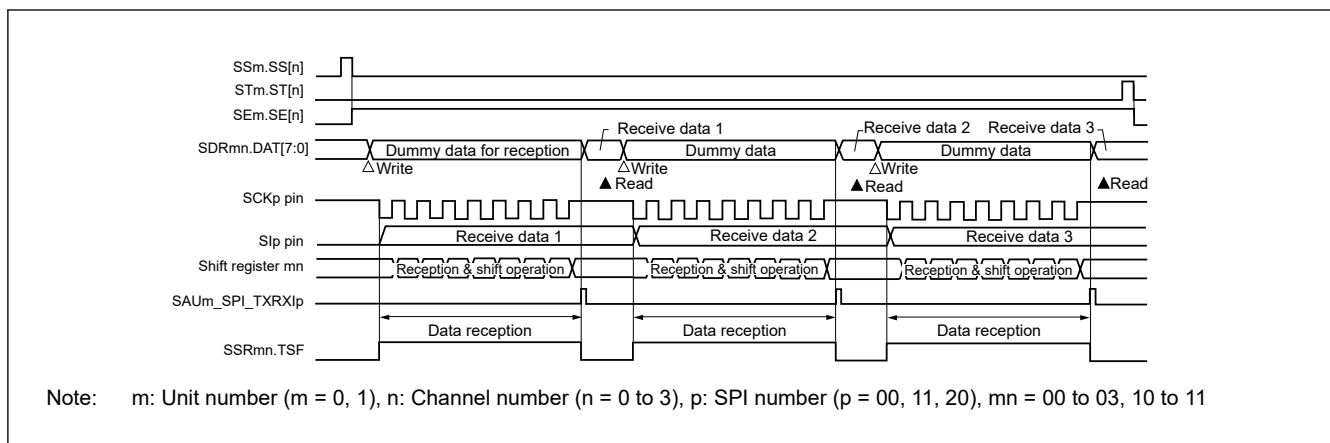 SSm.SS[n]
STm.ST[n]
SEm.SE[n]
Receive data 1
Receive data 2
Receive data 3
SDRmn.DAT[7:0]
Dummy data for reception
Dummy data
Dummy data
△Write
△Write
△Write
▲Read
▲Read
▲Read
SCKp pin
SIp pin
Receive data 1
Receive data 2
Receive data 3
Shift register mn
Reception & shift operation
Reception & shift operation
Reception & shift operation
SAUm_SPI_TXRXIp
Data reception
Data reception
Data reception
SSRmn.TSF
Note: m: Unit number (m = 0, 1), n: Channel number (n = 0 to 3), p: SPI number (p = 00, 11, 20), mn = 00 to 03, 10 to 11